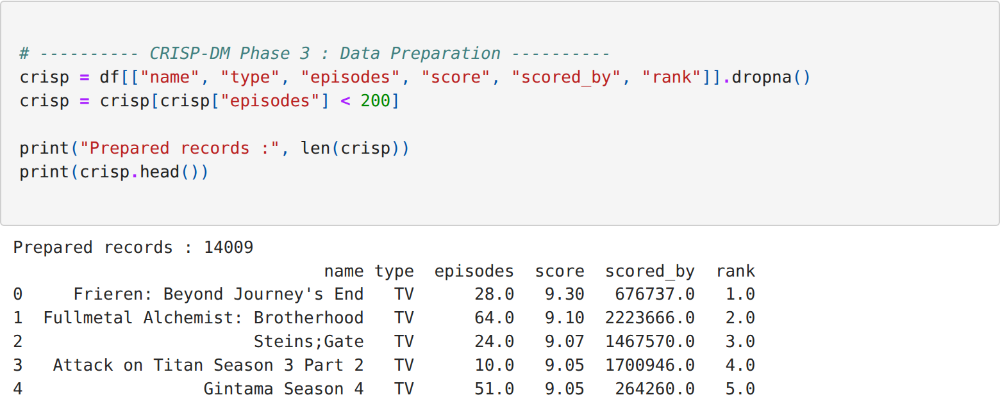 # ---------- CRISP-DM Phase 3 : Data Preparation ----------
crisp = df[["name", "type", "episodes", "score", "scored_by", "rank"]].dropna()
crisp = crisp[crisp["episodes"] < 200]
print("Prepared records :", len(crisp))
print(crisp.head())
Prepared records : 14009
name type episodes score scored_by rank
0 Frieren: Beyond Journey's End TV 28.0 9.30 676737.0 1.0
1 Fullmetal Alchemist: Brotherhood TV 64.0 9.10 2223666.0 2.0
2 Steins;Gate TV 24.0 9.07 1467570.0 3.0
3 Attack on Titan Season 3 Part 2 TV 10.0 9.05 1700946.0 4.0
4 Gintama Season 4 TV 51.0 9.05 264260.0 5.0